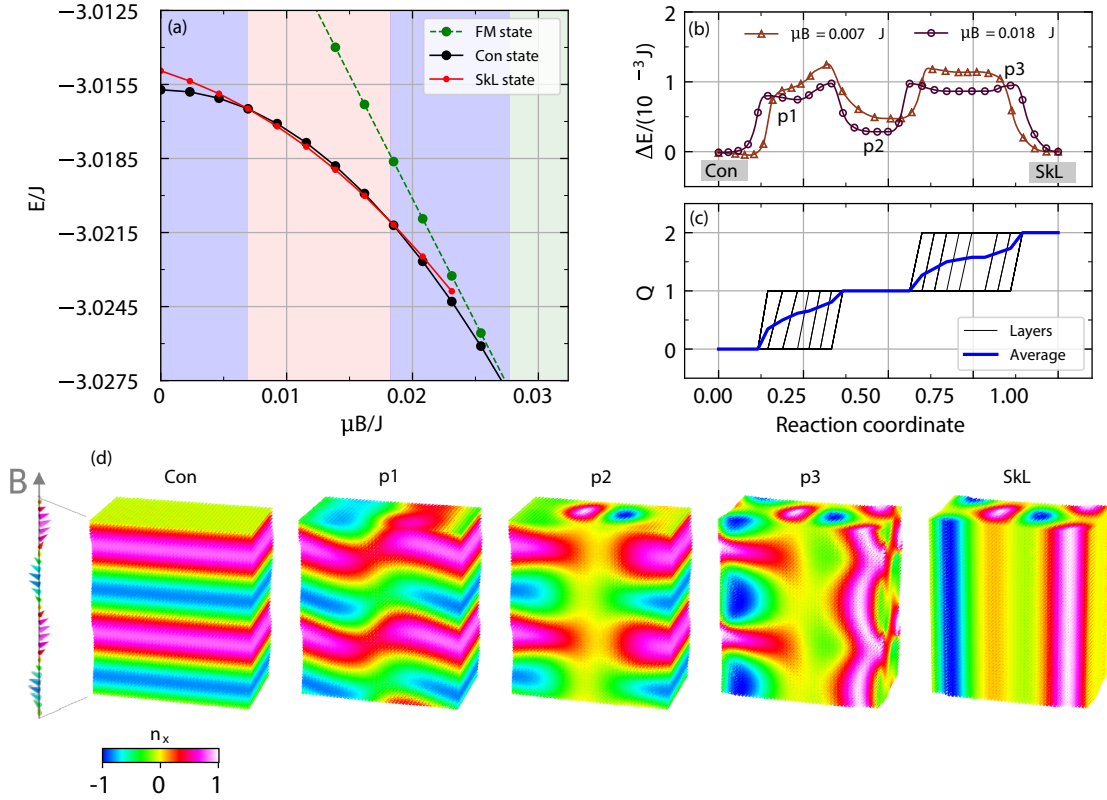 (a)
FM state
Con state
SkL state
−3.0125
−3.0155
−3.0185
−3.0215
−3.0245
−3.0275
E/J
0
0.01
0.02
0.03
μB/J
(b)
μB = 0.007 J
μB = 0.018 J
2
1
0
ΔE/(10⁻³J)
p1
p2
p3
Con
SkL
(c)
2
1
0
Q
Layers
Average
0.00
0.25
0.50
0.75
1.00
Reaction coordinate
(d)
B
Con
p1
p2
p3
SkL
nₓ
-1
0
1